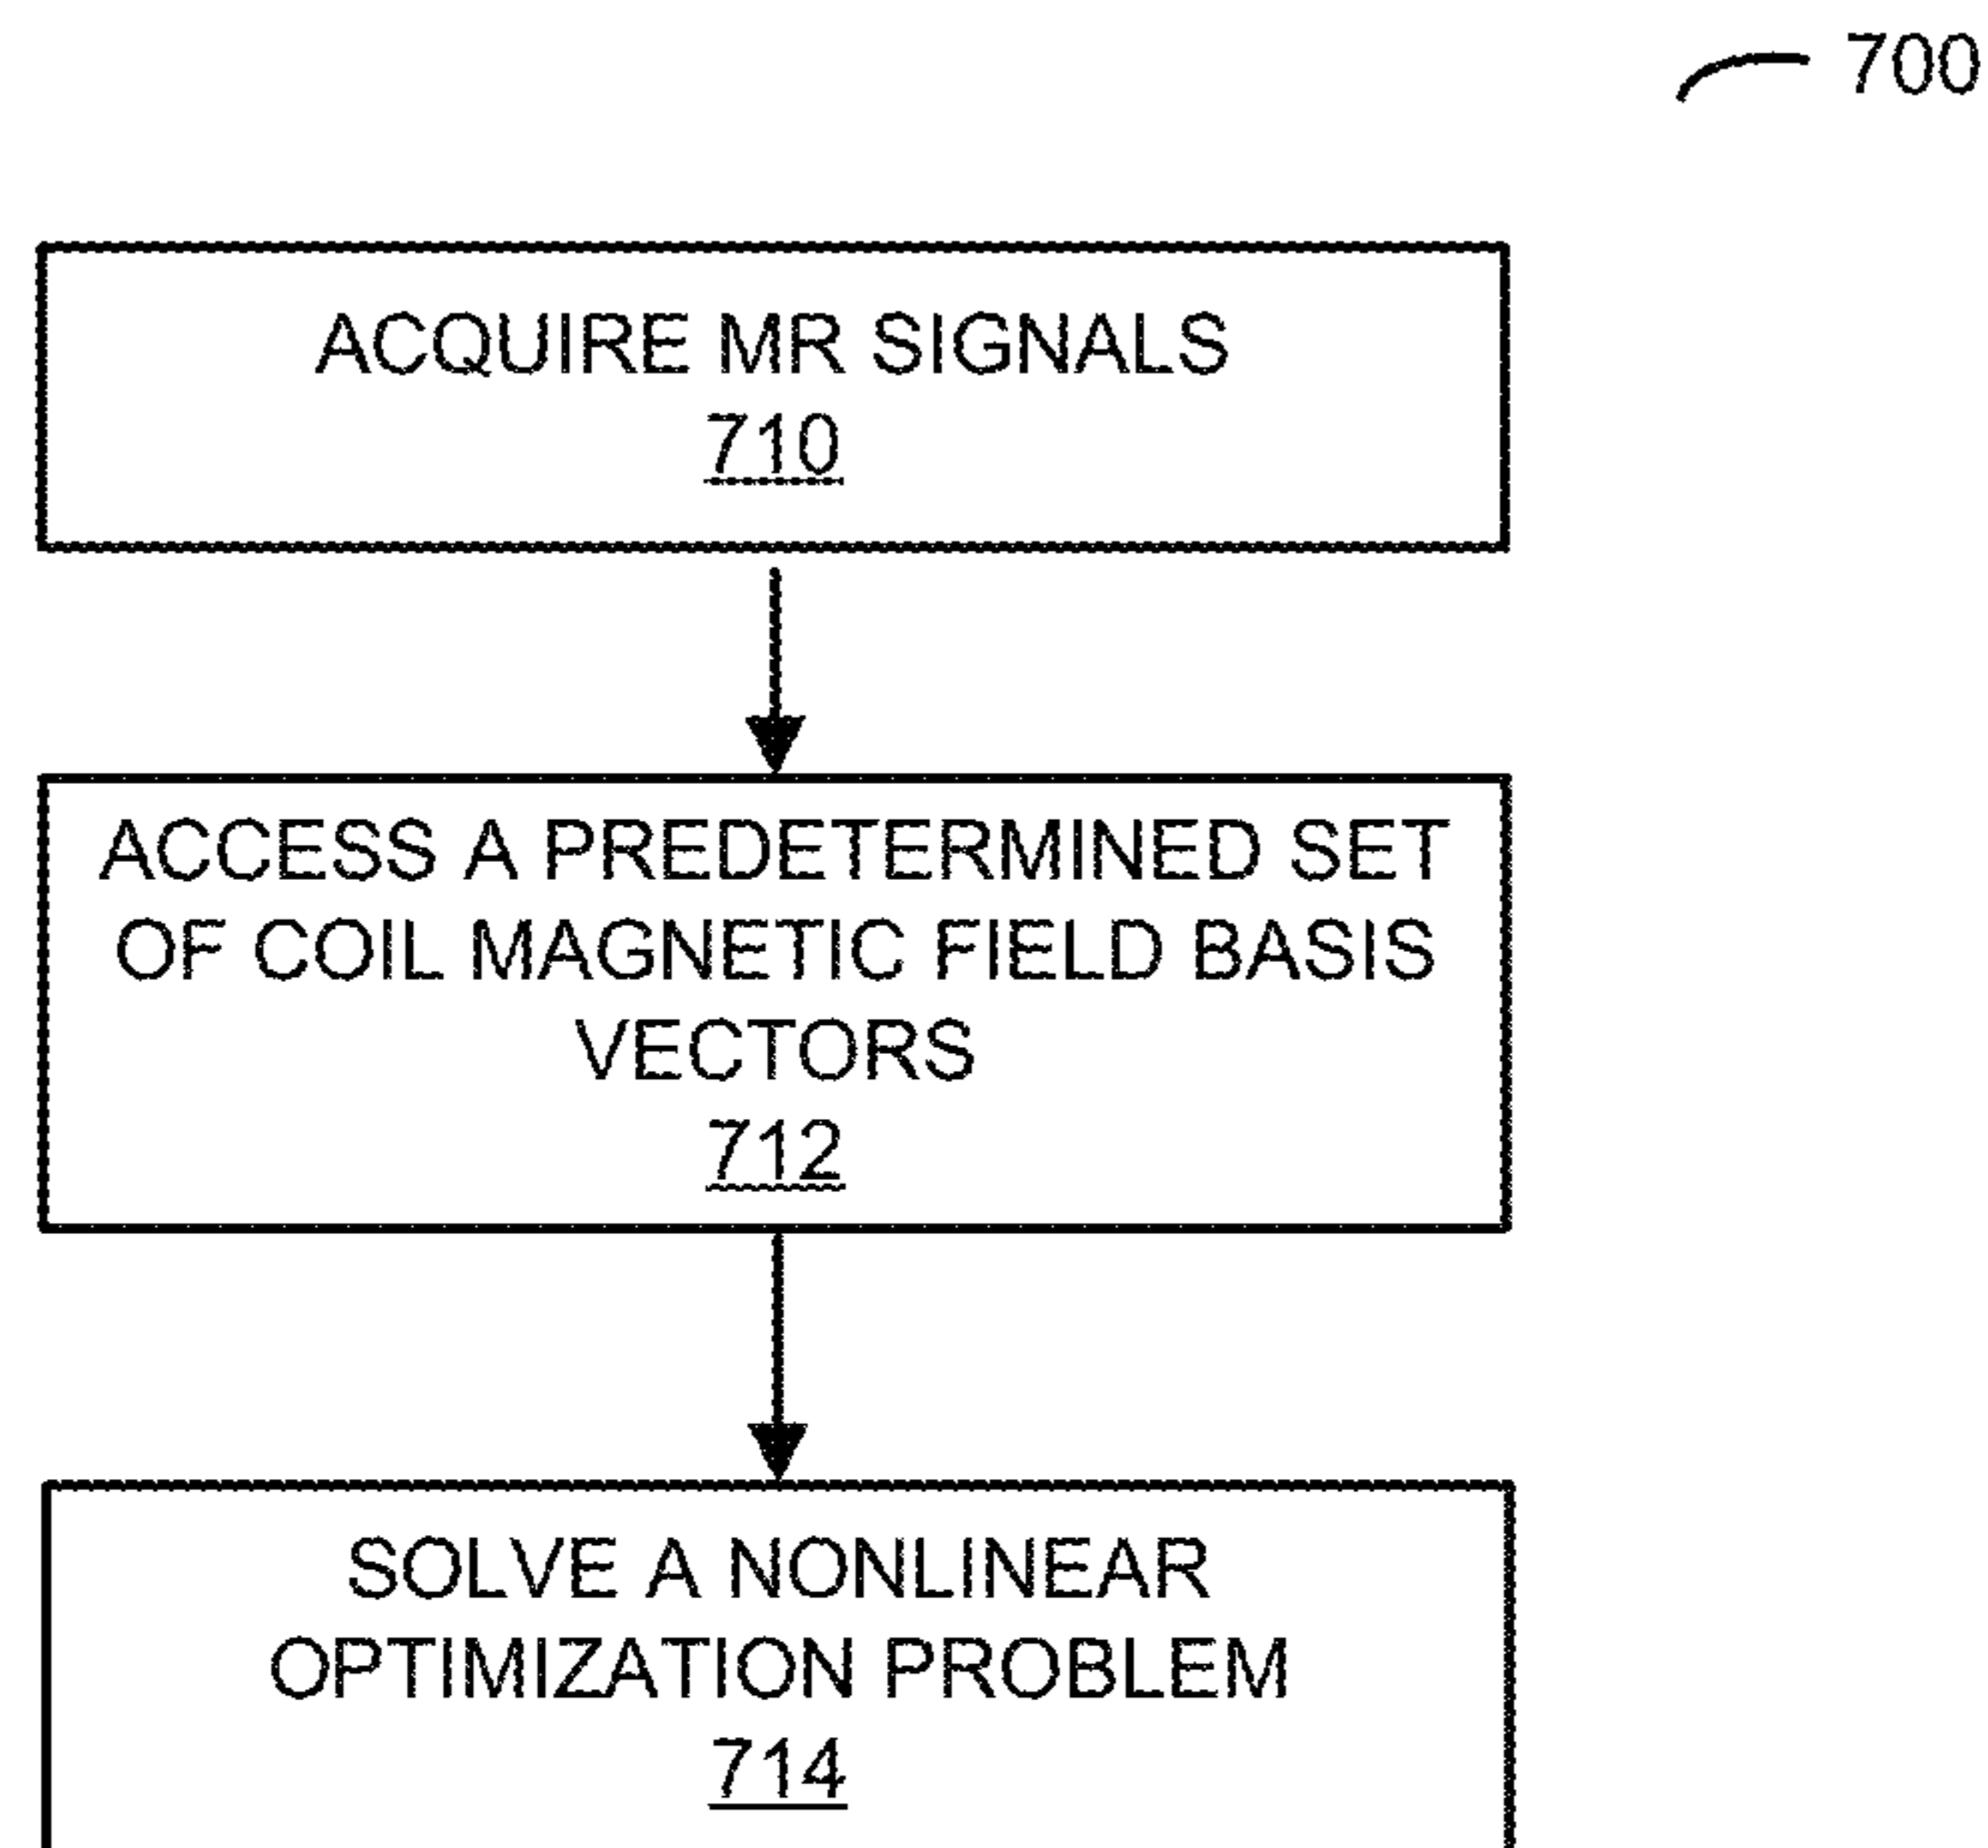 700
ACQUIRE MR SIGNALS
710
ACCESS A PREDETERMINED SET
OF COIL MAGNETIC FIELD BASIS
VECTORS
712
SOLVE A NONLINEAR
OPTIMIZATION PROBLEM
714